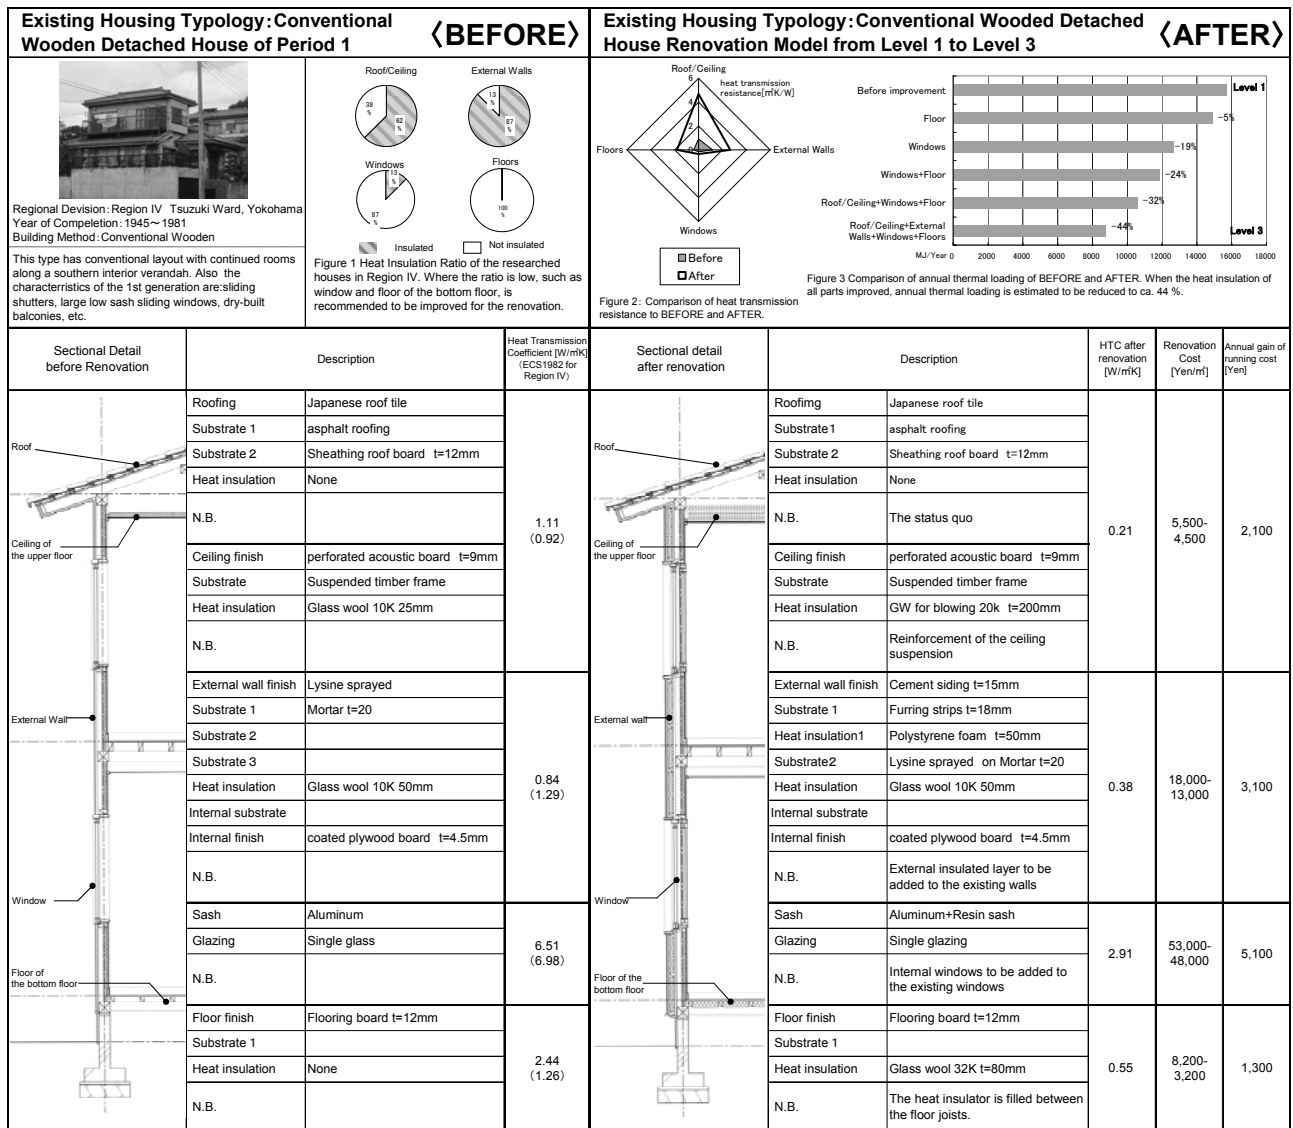 Existing Housing Typology:Conventional
Wooden Detached House of Period 1
〈BEFORE〉
Existing Housing Typology:Conventional Wooded Detached
House Renovation Model from Level 1 to Level 3
〈AFTER〉
Regional Devision:Region IV Tsuzuki Ward, Yokohama
Year of Compeletion:1945～1981
Building Method:Conventional Wooden
This type has conventional layout with continued rooms
along a southern interior verandah. Also the
characteristics of the 1st generation are:sliding
shutters, large low sash sliding windows, dry-built
balconies, etc.
Roof/Ceiling
38
%
62
%
External Walls
13
%
87
%
Windows
13
%
87
%
Floors
100
%
Insulated
Not insulated
Figure 1 Heat Insulation Ratio of the researched
houses in Region IV. Where the ratio is low, such as
window and floor of the bottom floor, is
recommended to be improved for the renovation.
Roof/Ceiling
heat transmission
resistance[㎡K/W]
6
4
2
0
Floors
External Walls
Windows
Before
After
Figure 2: Comparison of heat transmission
resistance to BEFORE and AFTER.
Before improvement
Level 1
Floor
-5%
Windows
-19%
Windows+Floor
-24%
Roof/Ceiling+Windows+Floor
-32%
Roof/Ceiling+External
Walls+Windows+Floors
-44%
Level 3
MJ/Year 0 2000 4000 6000 8000 10000 12000 14000 16000 18000
Figure 3 Comparison of annual thermal loading of BEFORE and AFTER. When the heat insulation of
all parts improved, annual thermal loading is estimated to be reduced to ca. 44 %.
Sectional Detail
before Renovation
Description
Heat Transmission
Coefficient [W/㎡K]
(ECS1982 for
Region IV)
Roof
Ceiling of
the upper floor
External Wall
Window
Floor of
the bottom floor
Roofing Japanese roof tile
Substrate 1 asphalt roofing
Substrate 2 Sheathing roof board t=12mm
Heat insulation None
N.B.
Ceiling finish perforated acoustic board t=9mm
Substrate Suspended timber frame
Heat insulation Glass wool 10K 25mm
N.B.
1.11
(0.92)
External wall finish Lysine sprayed
Substrate 1 Mortar t=20
Substrate 2
Substrate 3
Heat insulation Glass wool 10K 50mm
Internal substrate
Internal finish coated plywood board t=4.5mm
N.B.
0.84
(1.29)
Sash Aluminum
Glazing Single glass
N.B.
6.51
(6.98)
Floor finish Flooring board t=12mm
Substrate 1
Heat insulation None
N.B.
2.44
(1.26)
Sectional detail
after renovation
Description
HTC after
renovation
[W/㎡K]
Renovation
Cost
[Yen/㎡]
Annual gain of
running cost
[Yen]
Roof
Ceiling of
the upper floor
External wall
Window
Floor of the
bottom floor
Roofimg Japanese roof tile
Substrate1 asphalt roofing
Substrate 2 Sheathing roof board t=12mm
Heat insulation None
N.B. The status quo
Ceiling finish perforated acoustic board t=9mm
Substrate Suspended timber frame
Heat insulation GW for blowing 20k t=200mm
N.B. Reinforcement of the ceiling
suspension
0.21
5,500-
4,500
2,100
External wall finish Cement siding t=15mm
Substrate 1 Furring strips t=18mm
Heat insulation1 Polystyrene foam t=50mm
Substrate2 Lysine sprayed on Mortar t=20
Heat insulation Glass wool 10K 50mm
Internal substrate
Internal finish coated plywood board t=4.5mm
N.B. External insulated layer to be
added to the existing walls
0.38
18,000-
13,000
3,100
Sash Aluminum+Resin sash
Glazing Single glazing
N.B. Internal windows to be added to
the existing windows
2.91
53,000-
48,000
5,100
Floor finish Flooring board t=12mm
Substrate 1
Heat insulation Glass wool 32K t=80mm
N.B. The heat insulator is filled between
the floor joists.
0.55
8,200-
3,200
1,300